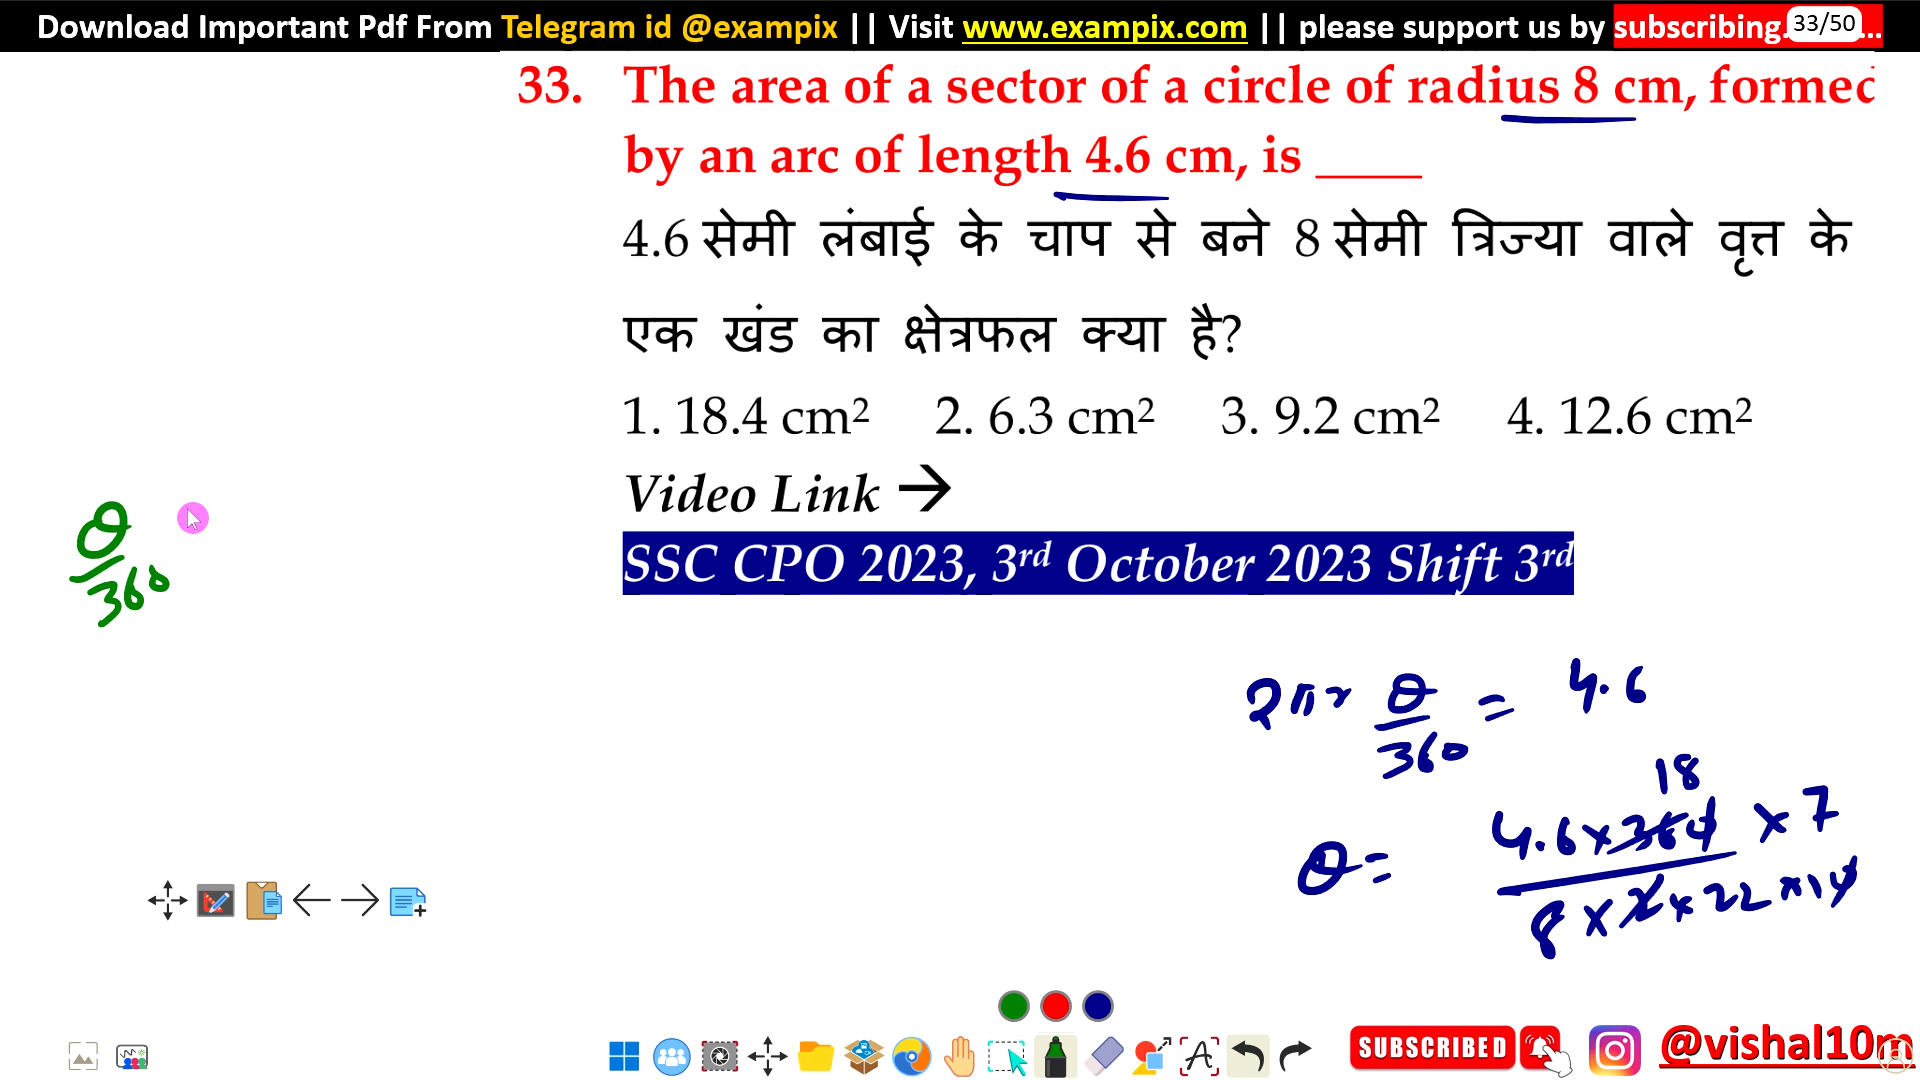 Download Important Pdf From Telegram id @exampix || Visit www.exampix.com || please support us by subscribing. 33/50 ...
33. The area of a sector of a circle of radius 8 cm, formed
by an arc of length 4.6 cm, is ____
4.6 सेमी लंबाई के चाप से बने 8 सेमी त्रिज्या वाले वृत्त के
एक खंड का क्षेत्रफल क्या है?
1. 18.4 cm² 2. 6.3 cm² 3. 9.2 cm² 4. 12.6 cm²
Video Link →
SSC CPO 2023, 3rd October 2023 Shift 3rd
θ/360
2πr θ/360 = 4.6
18
θ = 4.6×360 × 7
8 × 2 × 22 × 10
SUBSCRIBED @vishal10m